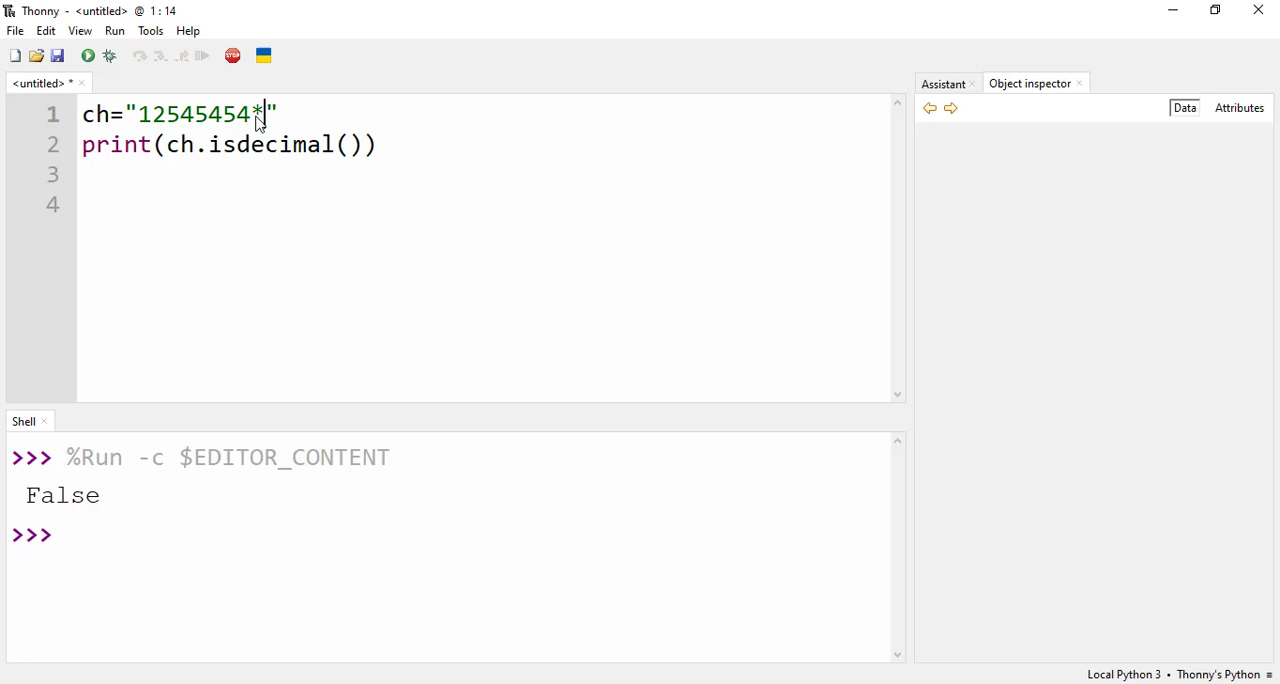 Thonny - <untitled> @ 1:14
File Edit View Run Tools Help
STOP
<untitled> * ×
Assistant × Object inspector ×
Data Attributes
1 ch="12545454*"
2 print(ch.isdecimal())
3
4
Shell ×
>>> %Run -c $EDITOR_CONTENT
False
>>>
Local Python 3 • Thonny's Python ≡